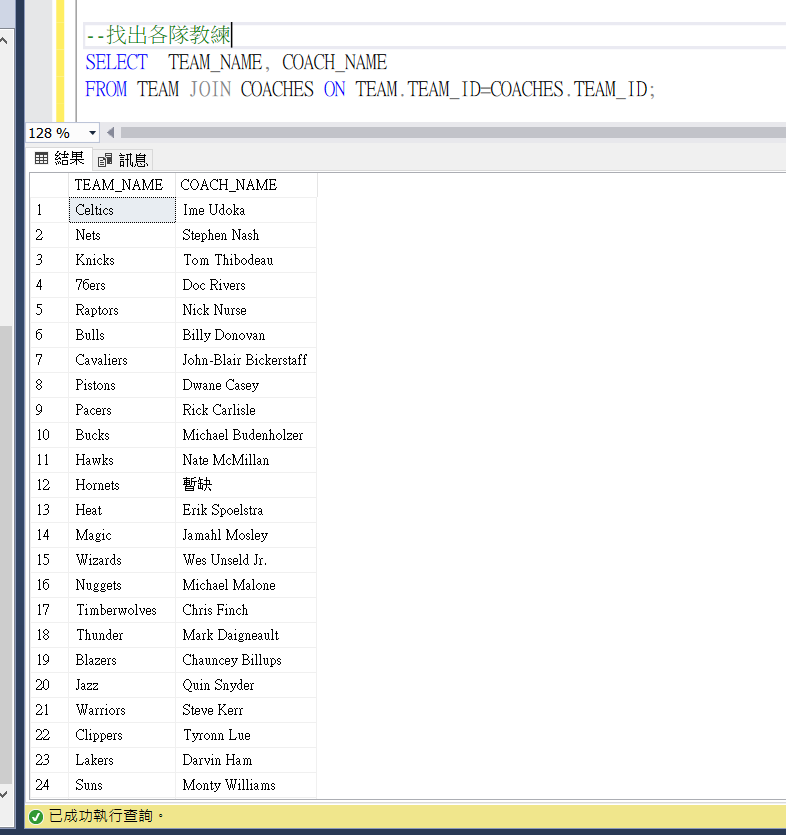 --找出各隊教練
SELECT TEAM_NAME, COACH_NAME
FROM TEAM JOIN COACHES ON TEAM.TEAM_ID=COACHES.TEAM_ID;
128 %
結果 訊息
TEAM_NAME COACH_NAME
1 Celtics Ime Udoka
2 Nets Stephen Nash
3 Knicks Tom Thibodeau
4 76ers Doc Rivers
5 Raptors Nick Nurse
6 Bulls Billy Donovan
7 Cavaliers John-Blair Bickerstaff
8 Pistons Dwane Casey
9 Pacers Rick Carlisle
10 Bucks Michael Budenholzer
11 Hawks Nate McMillan
12 Hornets 暫缺
13 Heat Erik Spoelstra
14 Magic Jamahl Mosley
15 Wizards Wes Unseld Jr.
16 Nuggets Michael Malone
17 Timberwolves Chris Finch
18 Thunder Mark Daigneault
19 Blazers Chauncey Billups
20 Jazz Quin Snyder
21 Warriors Steve Kerr
22 Clippers Tyronn Lue
23 Lakers Darvin Ham
24 Suns Monty Williams
已成功執行查詢。